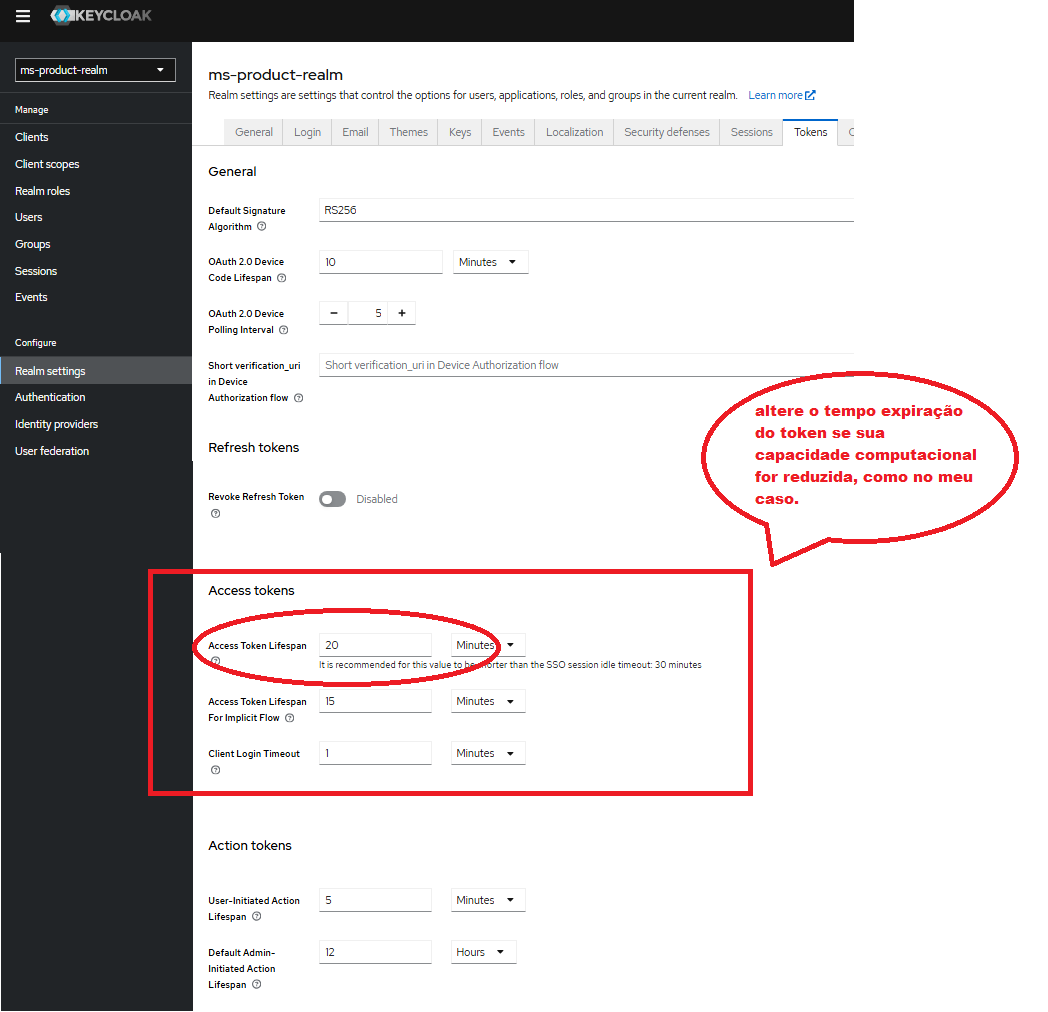 KEYCLOAK
ms-product-realm
Manage
Clients
Client scopes
Realm roles
Users
Groups
Sessions
Events
Configure
Realm settings
Authentication
Identity providers
User federation
ms-product-realm
Realm settings are settings that control the options for users, applications, roles, and groups in the current realm. Learn more
General Login Email Themes Keys Events Localization Security defenses Sessions Tokens
General
Default Signature
Algorithm
RS256
OAuth 2.0 Device
Code Lifespan
10 Minutes
OAuth 2.0 Device
Polling Interval
− 5 +
Short verification_uri
in Device
Authorization flow
Short verification_uri in Device Authorization flow
altere o tempo expiração
do token se sua
capacidade computacional
for reduzida, como no meu
caso.
Refresh tokens
Revoke Refresh Token
Disabled
Access tokens
Access Token Lifespan
20 Minutes
It is recommended for this value to be shorter than the SSO session idle timeout: 30 minutes
Access Token Lifespan
For Implicit Flow
15 Minutes
Client Login Timeout
1 Minutes
Action tokens
User-Initiated Action
Lifespan
5 Minutes
Default Admin-
Initiated Action
Lifespan
12 Hours